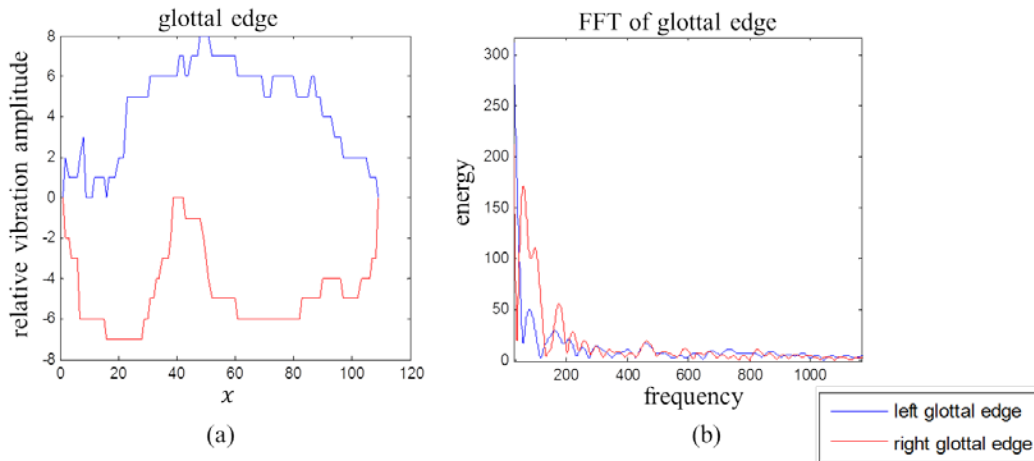 glottal edge
relative vibration amplitude
8
6
4
2
0
-2
-4
-6
-8
0 20 40 60 80 100 120
x
(a)
FFT of glottal edge
energy
300
250
200
150
100
50
0
200 400 600 800 1000
frequency
(b)
left glottal edge
right glottal edge